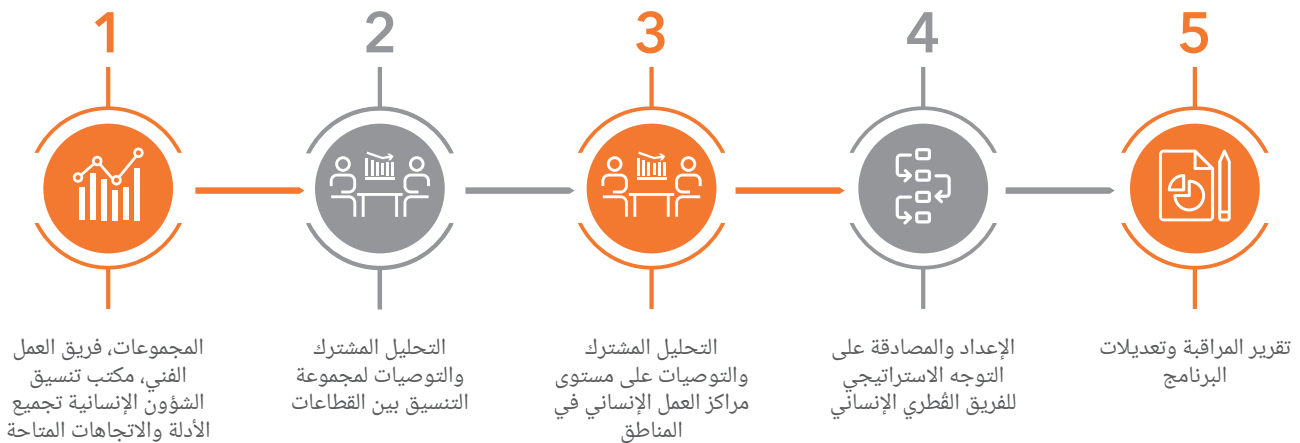 1
المجموعات، فريق العمل
الفني، مكتب تنسيق
الشؤون الإنسانية تجميع
الأدلة والاتجاهات المتاحة
2
التحليل المشترك
والتوصيات لمجموعة
التنسيق بين القطاعات
3
التحليل المشترك
والتوصيات على مستوى
مراكز العمل الإنساني في
المناطق
4
الإعداد والمصادقة على
التوجه الاستراتيجي
للفريق القُطري الإنساني
5
تقرير المراقبة وتعديلات
البرنامج